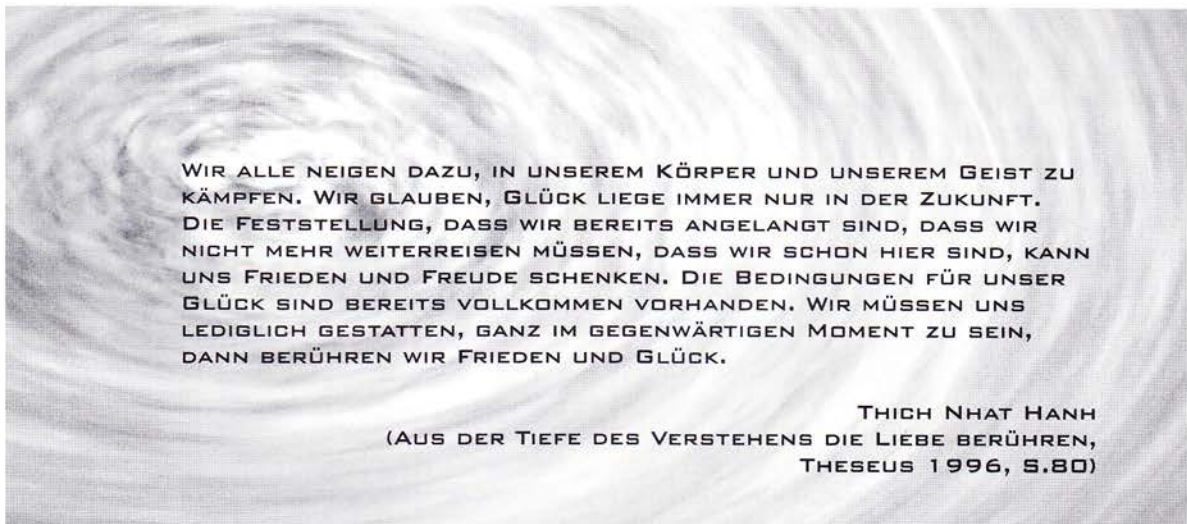 Wir alle neigen dazu, in unserem Körper und unserem Geist zu
kämpfen. Wir glauben, Glück liege immer nur in der Zukunft.
Die Feststellung, dass wir bereits angelangt sind, dass wir
nicht mehr weiterreisen müssen, dass wir schon hier sind, kann
uns Frieden und Freude schenken. Die Bedingungen für unser
Glück sind bereits vollkommen vorhanden. Wir müssen uns
lediglich gestatten, ganz im gegenwärtigen Moment zu sein,
dann berühren wir Frieden und Glück.
Thich Nhat Hanh
(Aus der Tiefe des Verstehens die Liebe berühren,
Theseus 1996, S.80)